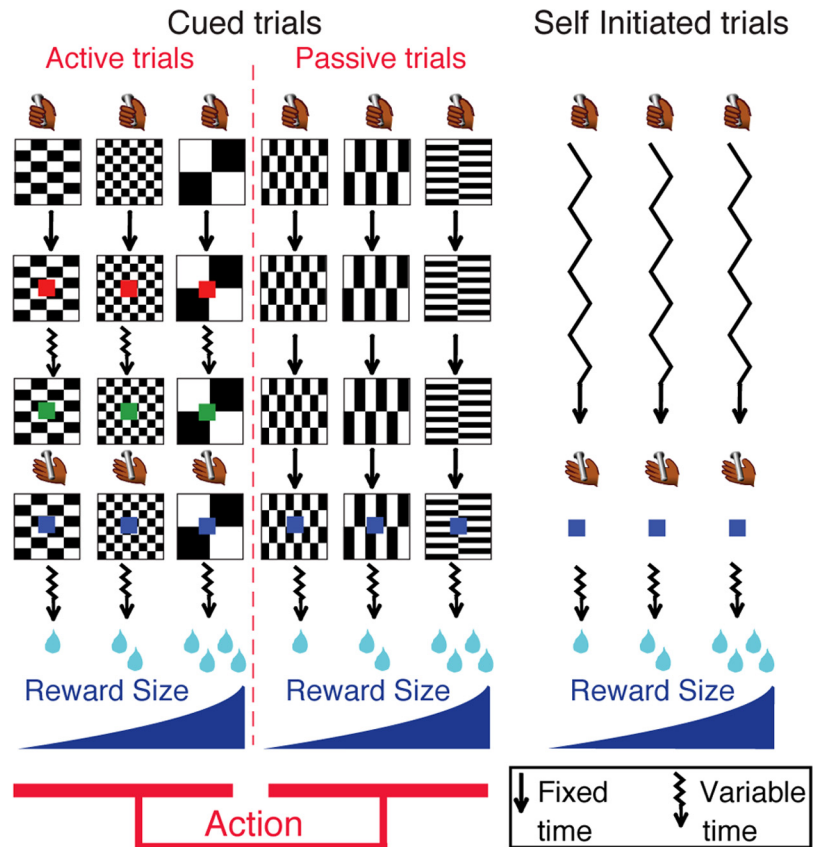 Cued trials
Self Initiated trials
Active trials
Passive trials
Reward Size
Reward Size
Reward Size
Action
Fixed
time
Variable
time